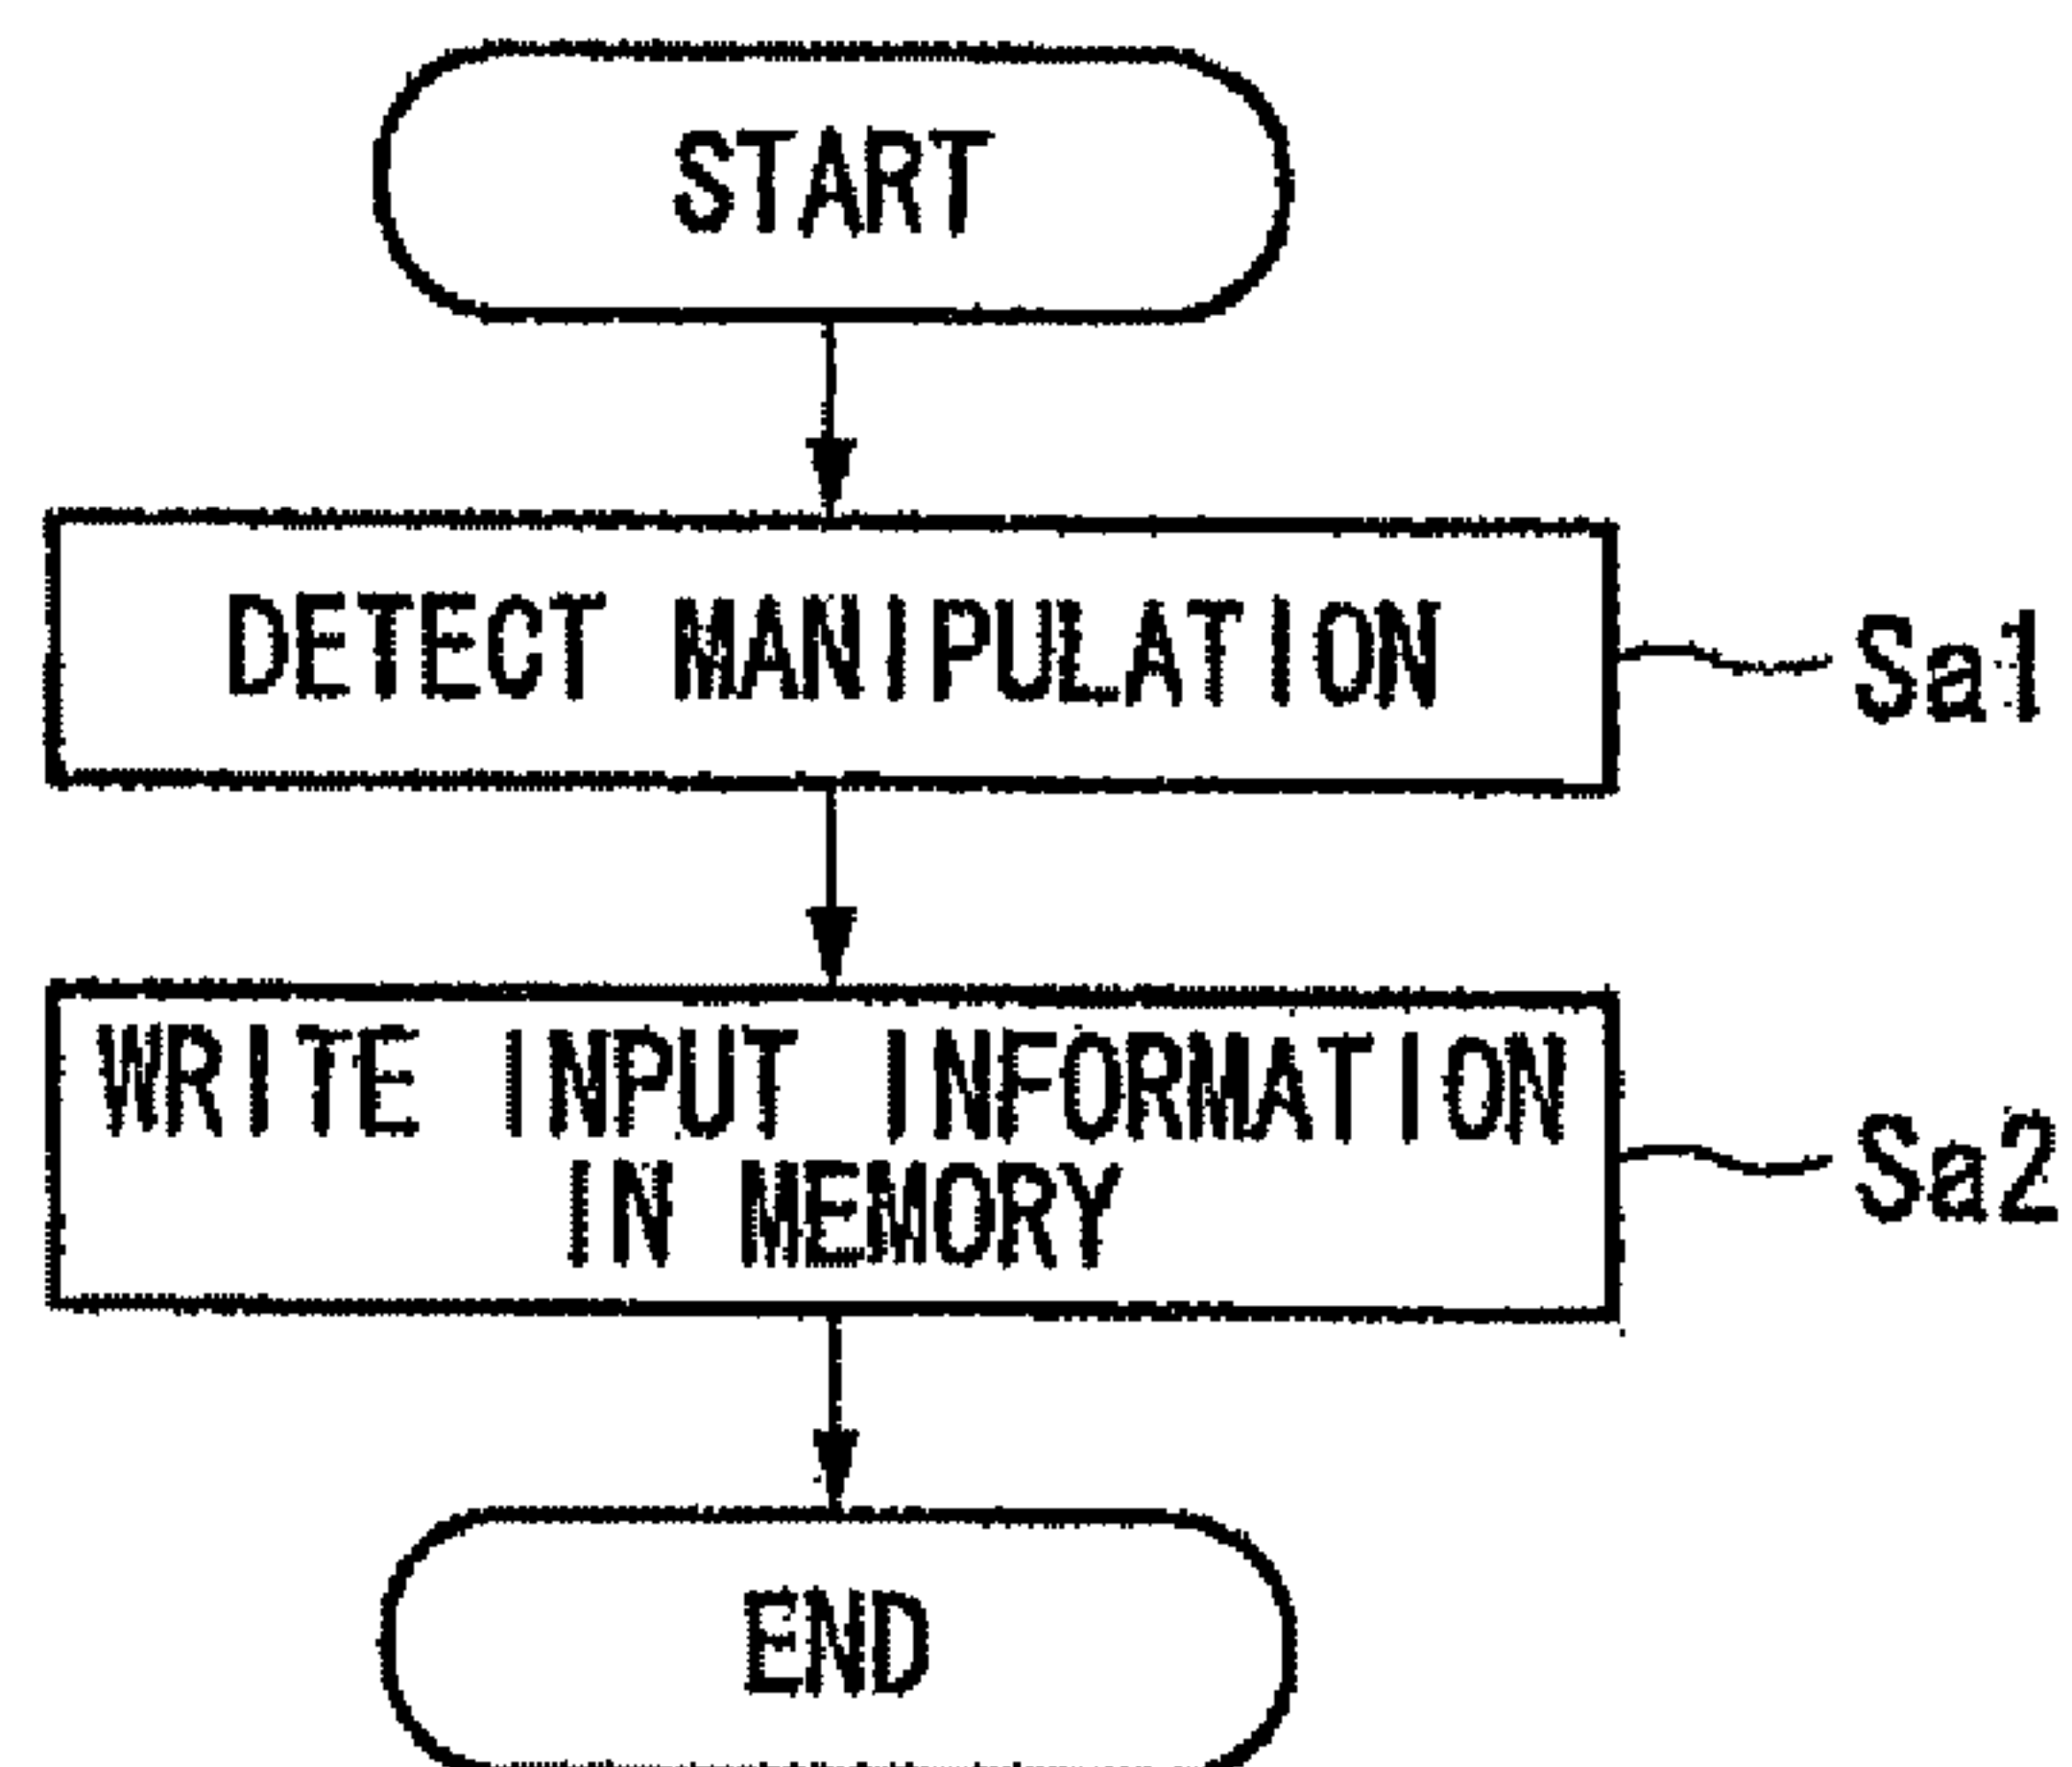 START
DETECT MANIPULATION
Sa1
WRITE INPUT INFORMATION
IN MEMORY
Sa2
END